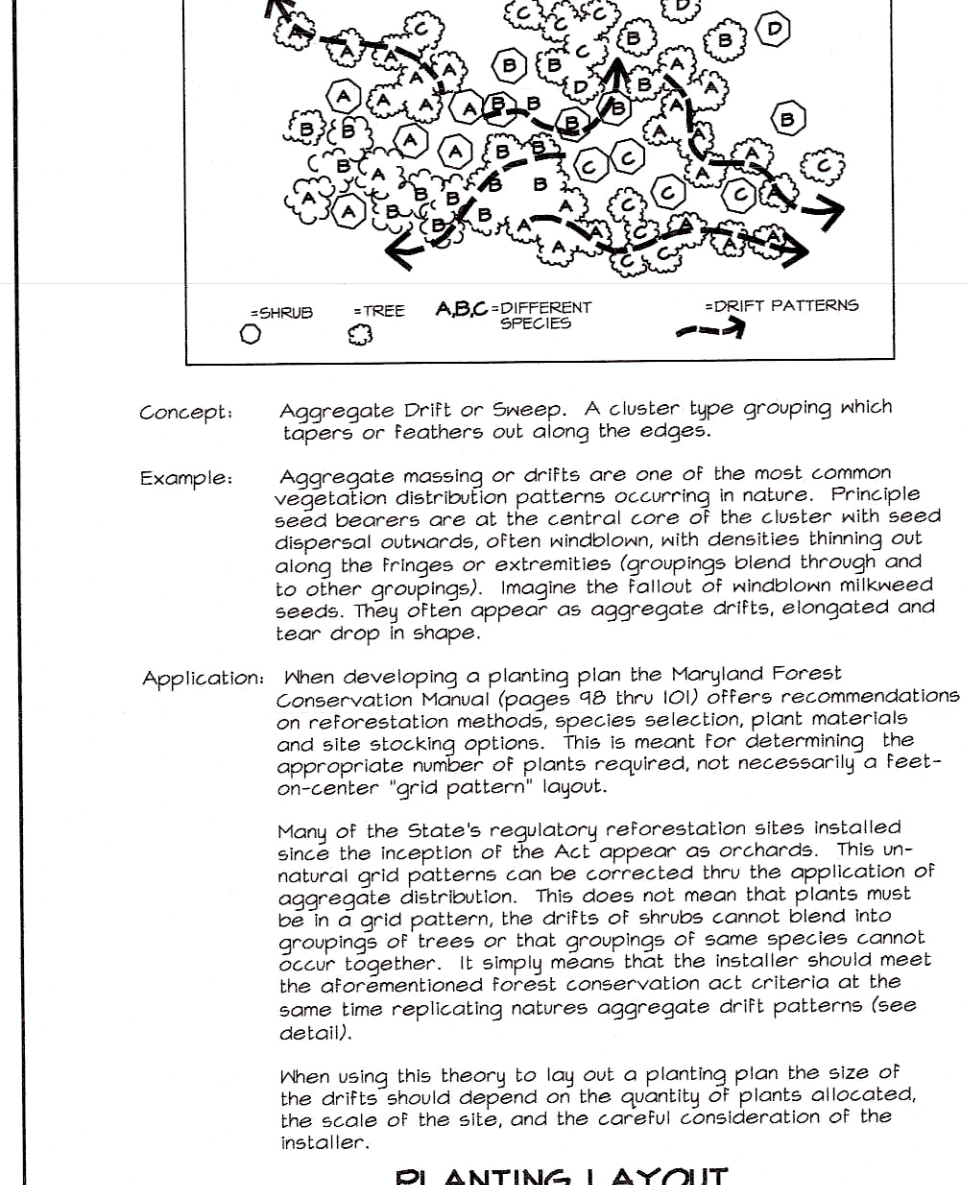 =SHRUB =TREE A,B,C=DIFFERENT SPECIES =DRIFT PATTERNS
Concept: Aggregate Drift or Sweep. A cluster type grouping which
tapers or feathers out along the edges.
Example: Aggregate massing or drifts are one of the most common
vegetation distribution patterns occurring in nature. Principle
seed bearers are at the central core of the cluster with seed
dispersal outwards, often windblown, with densities thinning out
along the fringes or extremities (groupings blend through and
to other groupings). Imagine the fallout of windblown milkweed
seeds. They often appear as aggregate drifts, elongated and
tear drop in shape.
Application: When developing a planting plan the Maryland Forest
Conservation Manual (pages 98 thru 101) offers recommendations
on reforestation methods, species selection, plant materials
and site stocking options. This is meant for determining the
appropriate number of plants required, not necessarily a feet-
on-center "grid pattern" layout.
Many of the State's regulatory reforestation sites installed
since the inception of the Act appear as orchards. This un-
natural grid patterns can be corrected thru the application of
aggregate distribution. This does not mean that plants must
be in a grid pattern, the drifts of shrubs cannot blend into
groupings of trees or that groupings of same species cannot
occur together. It simply means that the installer should meet
the aforementioned forest conservation act criteria at the
same time replicating natures aggregate drift patterns (see
detail).
When using this theory to lay out a planting plan the size of
the drifts should depend on the quantity of plants allocated,
the scale of the site, and the careful consideration of the
installer.
PLANTING LAYOUT